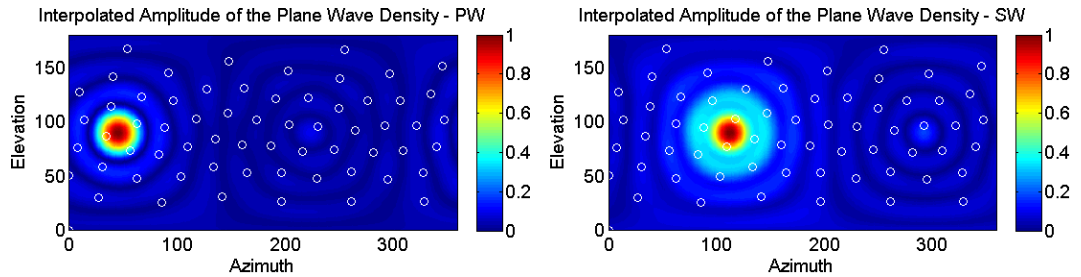 Interpolated Amplitude of the Plane Wave Density - PW
150
100
50
0
Elevation
0 100 200 300
Azimuth
1
0.8
0.6
0.4
0.2
0
Interpolated Amplitude of the Plane Wave Density - SW
150
100
50
0
Elevation
0 100 200 300
Azimuth
1
0.8
0.6
0.4
0.2
0